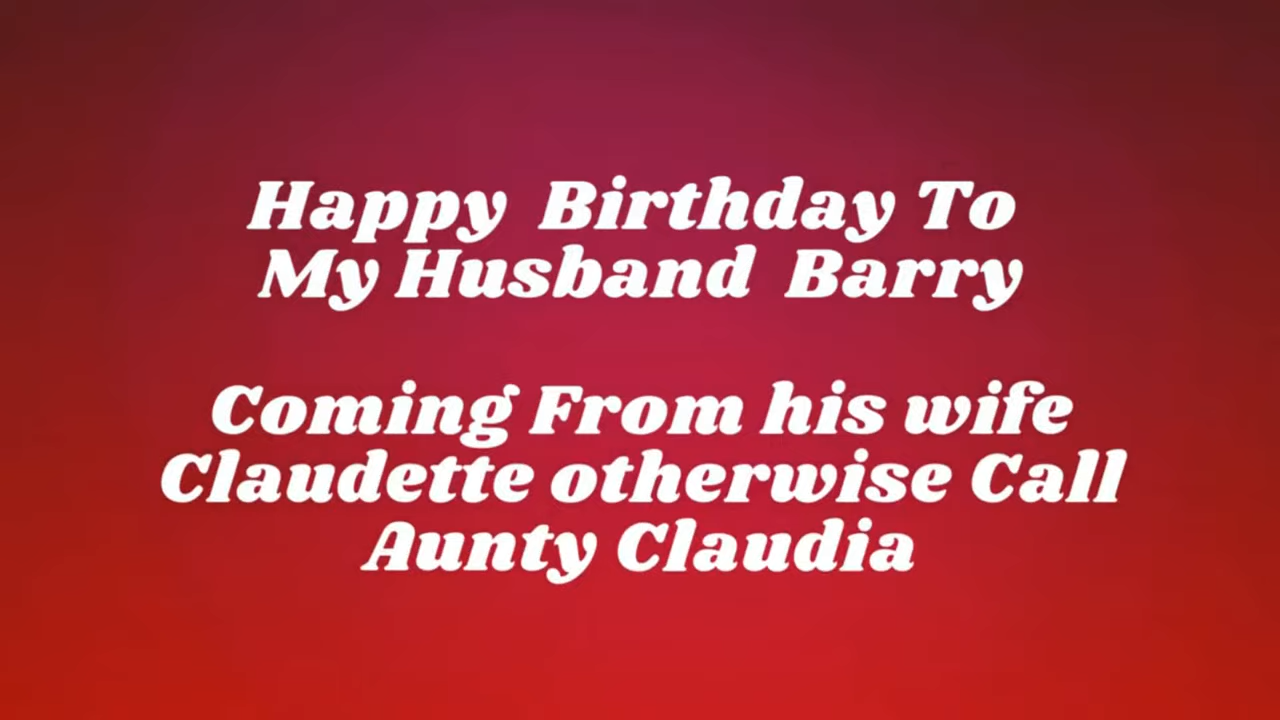 Happy Birthday To
My Husband Barry
Coming From his wife
Claudette otherwise Call
Aunty Claudia